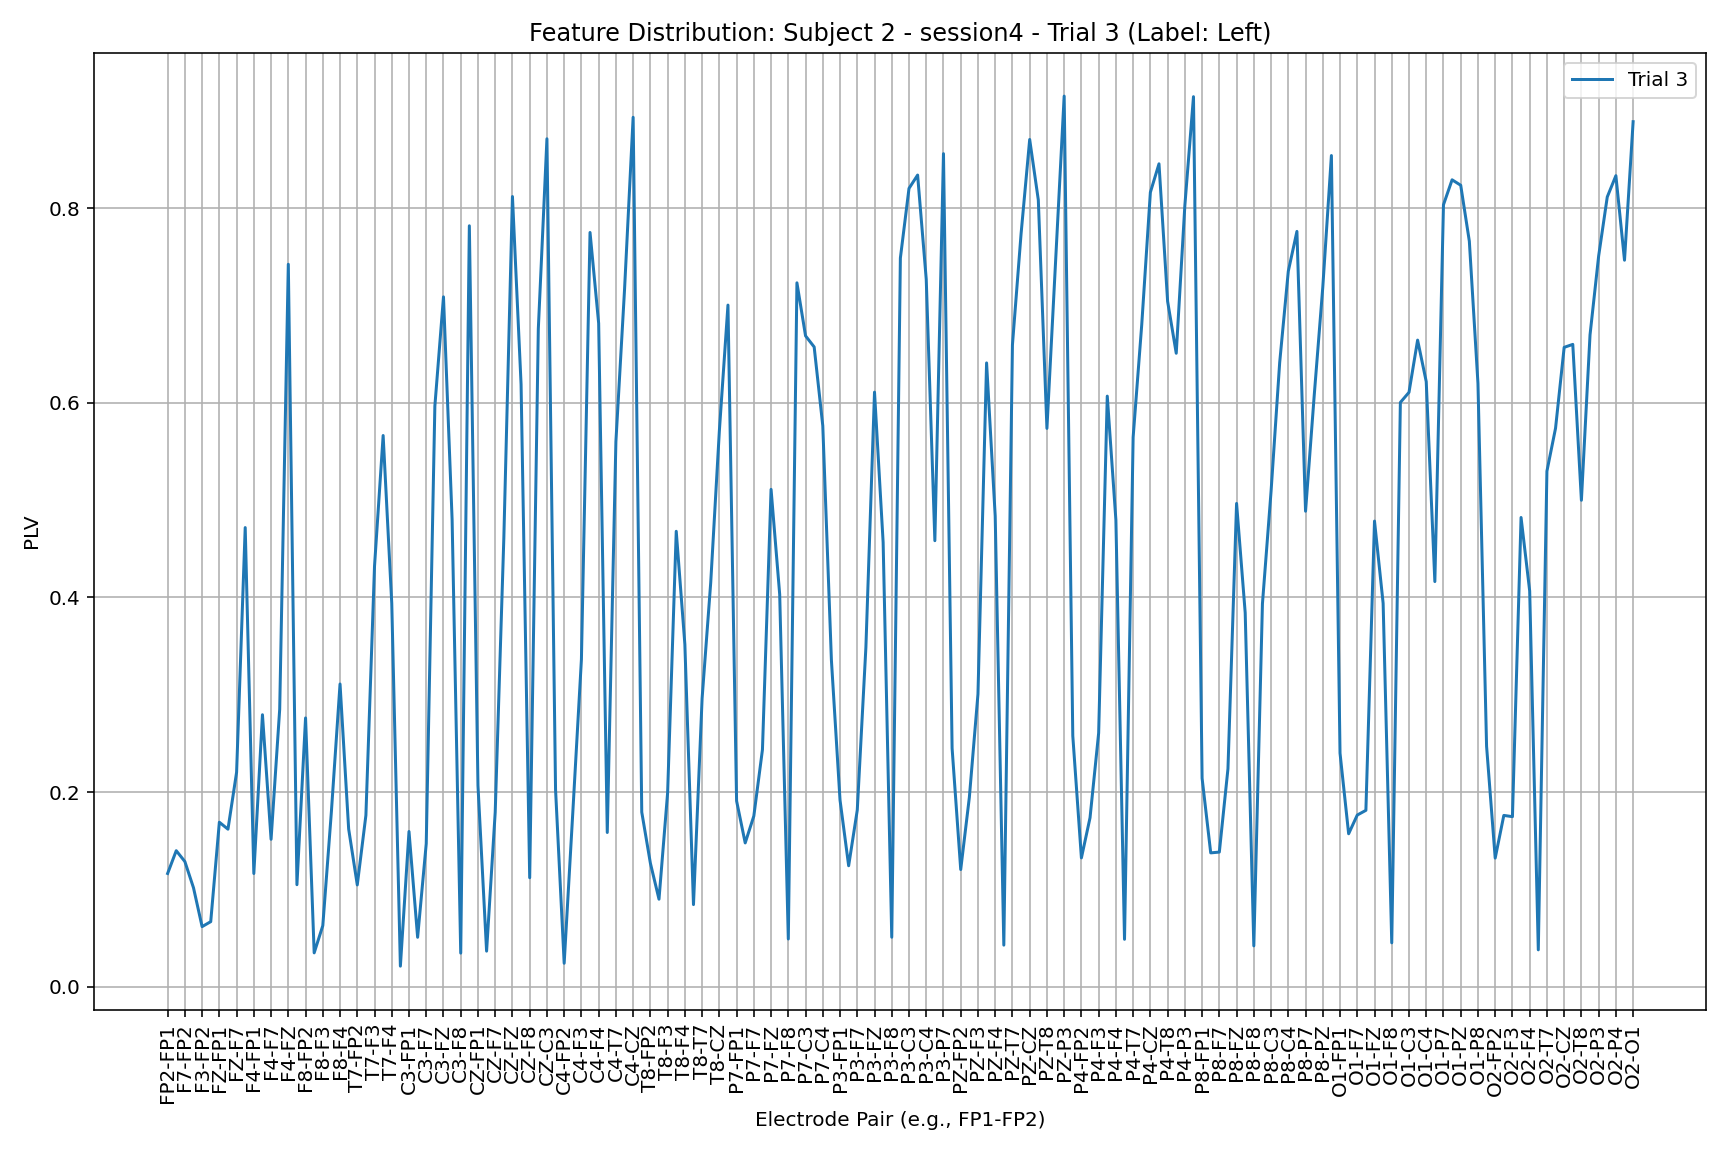 Feature Distribution: Subject 2 - session4 - Trial 3 (Label: Left)
Trial 3
PLV
0.8
0.6
0.4
0.2
0.0
FP2-FP1
F7-FP2
F3-FP2
FZ-FP1
FZ-F7
F4-FP1
F4-F7
F4-FZ
F8-FP2
F8-F3
F8-F4
T7-FP2
T7-F3
T7-F4
C3-FP1
C3-F7
C3-FZ
C3-F8
CZ-FP1
CZ-F7
CZ-FZ
CZ-F8
CZ-C3
C4-FP2
C4-F3
C4-F4
C4-T7
C4-CZ
T8-FP2
T8-F3
T8-F4
T8-T7
T8-CZ
P7-FP1
P7-F7
P7-FZ
P7-F8
P7-C3
P7-C4
P3-FP1
P3-F7
P3-FZ
P3-F8
P3-C3
P3-C4
P3-P7
PZ-FP2
PZ-F3
PZ-F4
PZ-T7
PZ-CZ
PZ-T8
PZ-P3
P4-FP2
P4-F3
P4-F4
P4-T7
P4-CZ
P4-T8
P4-P3
P8-FP1
P8-F7
P8-FZ
P8-F8
P8-C3
P8-C4
P8-P7
P8-PZ
O1-FP1
O1-F7
O1-FZ
O1-F8
O1-C3
O1-C4
O1-P7
O1-PZ
O1-P8
O2-FP2
O2-F3
O2-F4
O2-T7
O2-CZ
O2-T8
O2-P3
O2-P4
O2-O1
Electrode Pair (e.g., FP1-FP2)